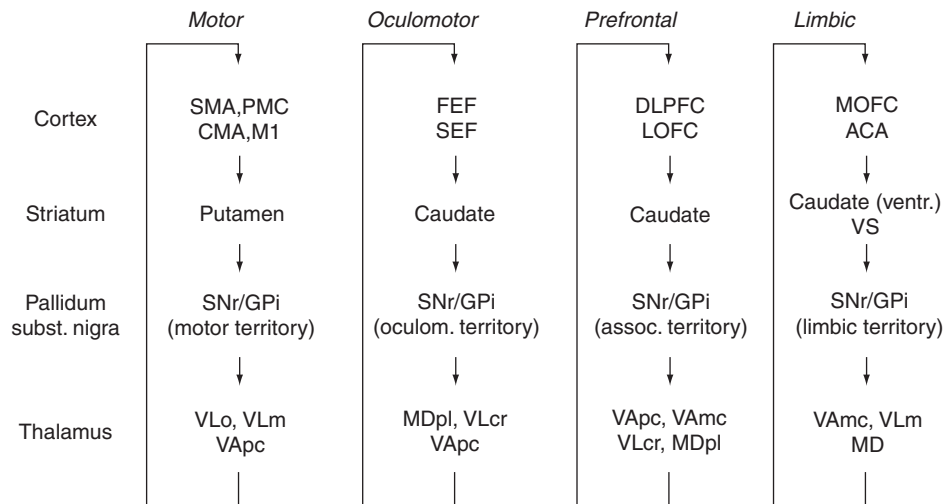 Motor Oculomotor Prefrontal Limbic
Cortex
SMA,PMC
CMA,M1
FEF
SEF
DLPFC
LOFC
MOFC
ACA
Striatum
Putamen
Caudate
Caudate
Caudate (ventr.)
VS
Pallidum
subst. nigra
SNr/GPi
(motor territory)
SNr/GPi
(oculom. territory)
SNr/GPi
(assoc. territory)
SNr/GPi
(limbic territory)
Thalamus
VLo, VLm
VApc
MDpl, VLcr
VApc
VApc, VAmc
VLcr, MDpl
VAmc, VLm
MD